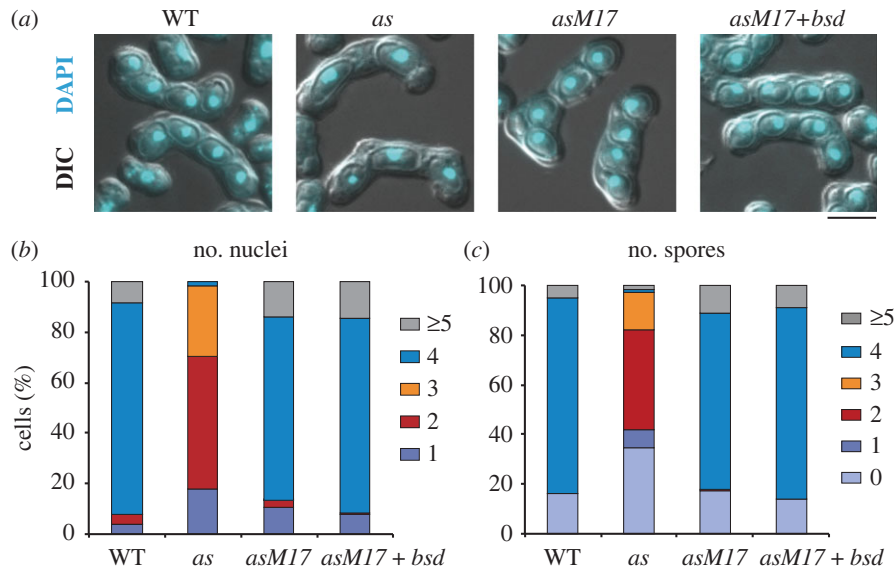 (a) WT as asM17 asM17+bsd
DAPI
DIC
(b) no. nuclei
(c) no. spores
cells (%)
100
80
60
40
20
0
≥5
4
3
2
1
WT as asM17 asM17 + bsd
100
80
60
40
20
0
≥5
4
3
2
1
0
WT as asM17 asM17 + bsd